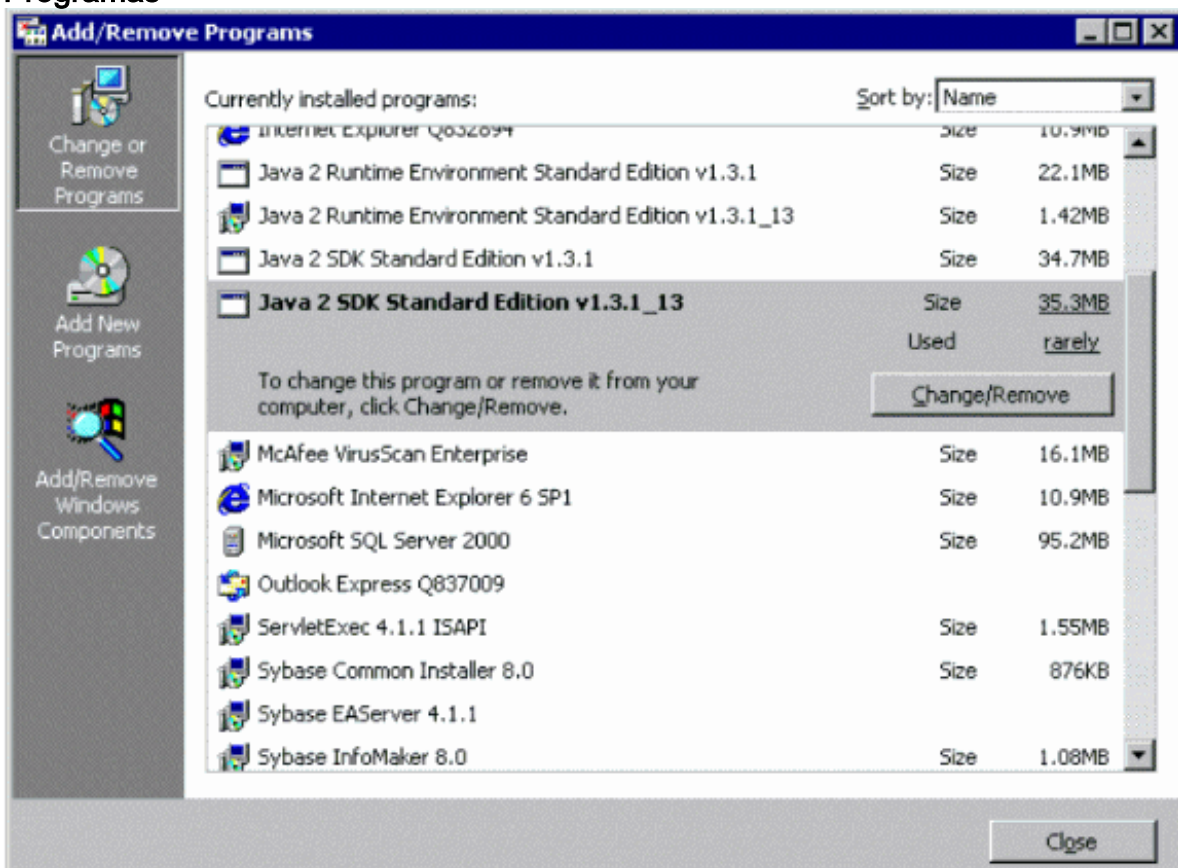 Programas
Add/Remove Programs
Change or
Remove
Programs
Add New
Programs
Add/Remove
Windows
Components
Currently installed programs:
Sort by: Name
Internet Explorer Q832894 Size 10.9MB
Java 2 Runtime Environment Standard Edition v1.3.1 Size 22.1MB
Java 2 Runtime Environment Standard Edition v1.3.1_13 Size 1.42MB
Java 2 SDK Standard Edition v1.3.1 Size 34.7MB
Java 2 SDK Standard Edition v1.3.1_13 Size 35.3MB
Used rarely
To change this program or remove it from your
computer, click Change/Remove.
Change/Remove
McAfee VirusScan Enterprise Size 16.1MB
Microsoft Internet Explorer 6 SP1 Size 10.9MB
Microsoft SQL Server 2000 Size 95.2MB
Outlook Express Q837009
ServletExec 4.1.1 ISAPI Size 1.55MB
Sybase Common Installer 8.0 Size 876KB
Sybase EAServer 4.1.1
Sybase InfoMaker 8.0 Size 1.08MB
Close